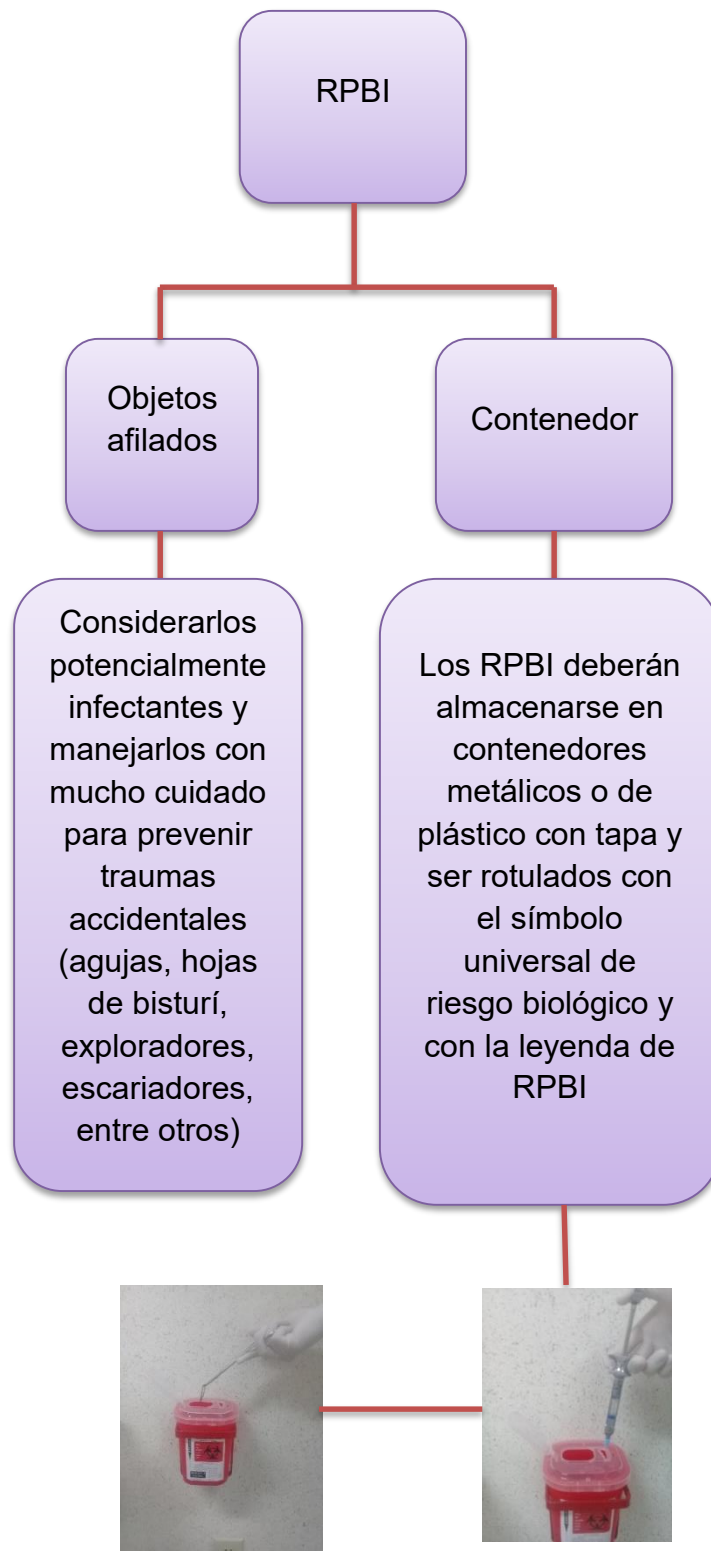 RPBI
Objetos
afilados
Contenedor
Considerarlos
potencialmente
infectantes y
manejarlos con
mucho cuidado
para prevenir
traumas
accidentales
(agujas, hojas
de bisturí,
exploradores,
escariadores,
entre otros)
Los RPBI deberán
almacenarse en
contenedores
metálicos o de
plástico con tapa y
ser rotulados con
el símbolo
universal de
riesgo biológico y
con la leyenda de
RPBI